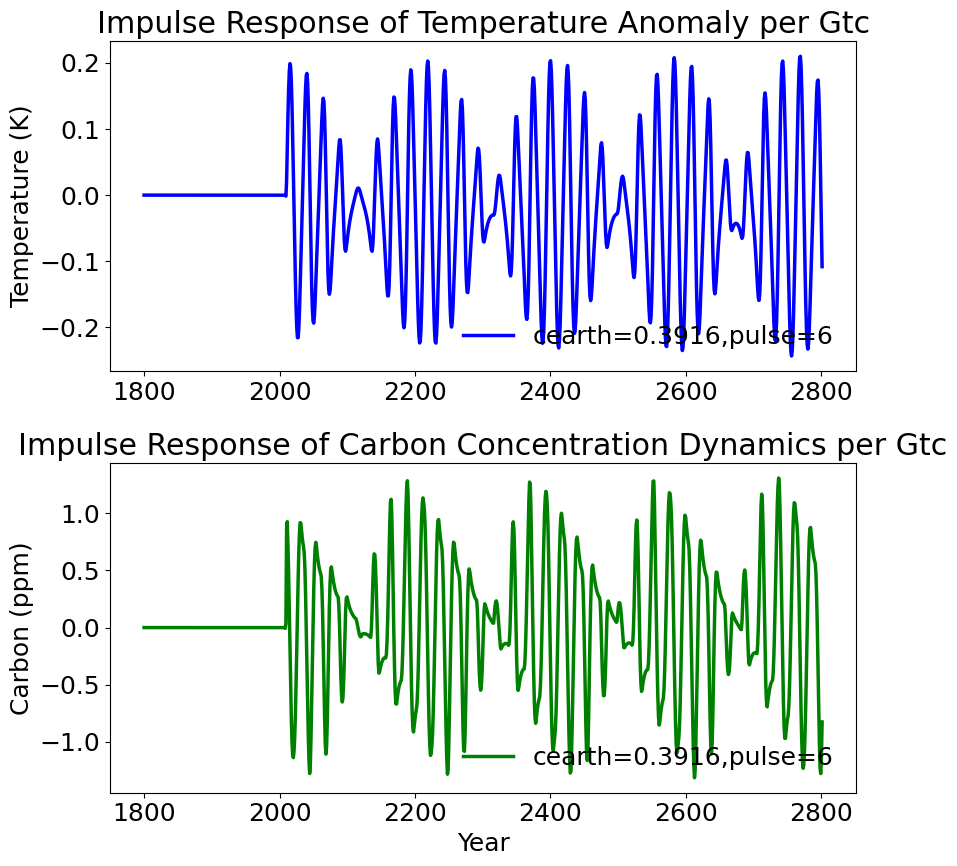 Impulse Response of Temperature Anomaly per Gtc
Temperature (K)
0.2
0.1
0.0
−0.1
−0.2
cearth=0.3916,pulse=6
1800 2000 2200 2400 2600 2800
Impulse Response of Carbon Concentration Dynamics per Gtc
Carbon (ppm)
1.0
0.5
0.0
−0.5
−1.0
cearth=0.3916,pulse=6
1800 2000 2200 2400 2600 2800
Year